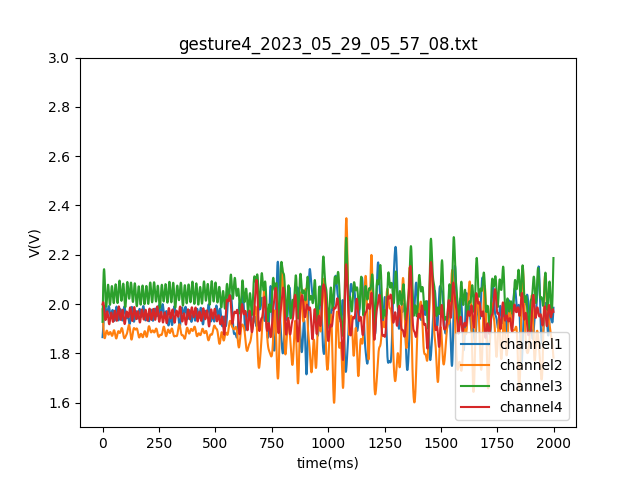 gesture4_2023_05_29_05_57_08.txt
3.0
2.8
2.6
2.4
2.2
2.0
1.8
1.6
V(V)
channel1
channel2
channel3
channel4
0 250 500 750 1000 1250 1500 1750 2000
time(ms)